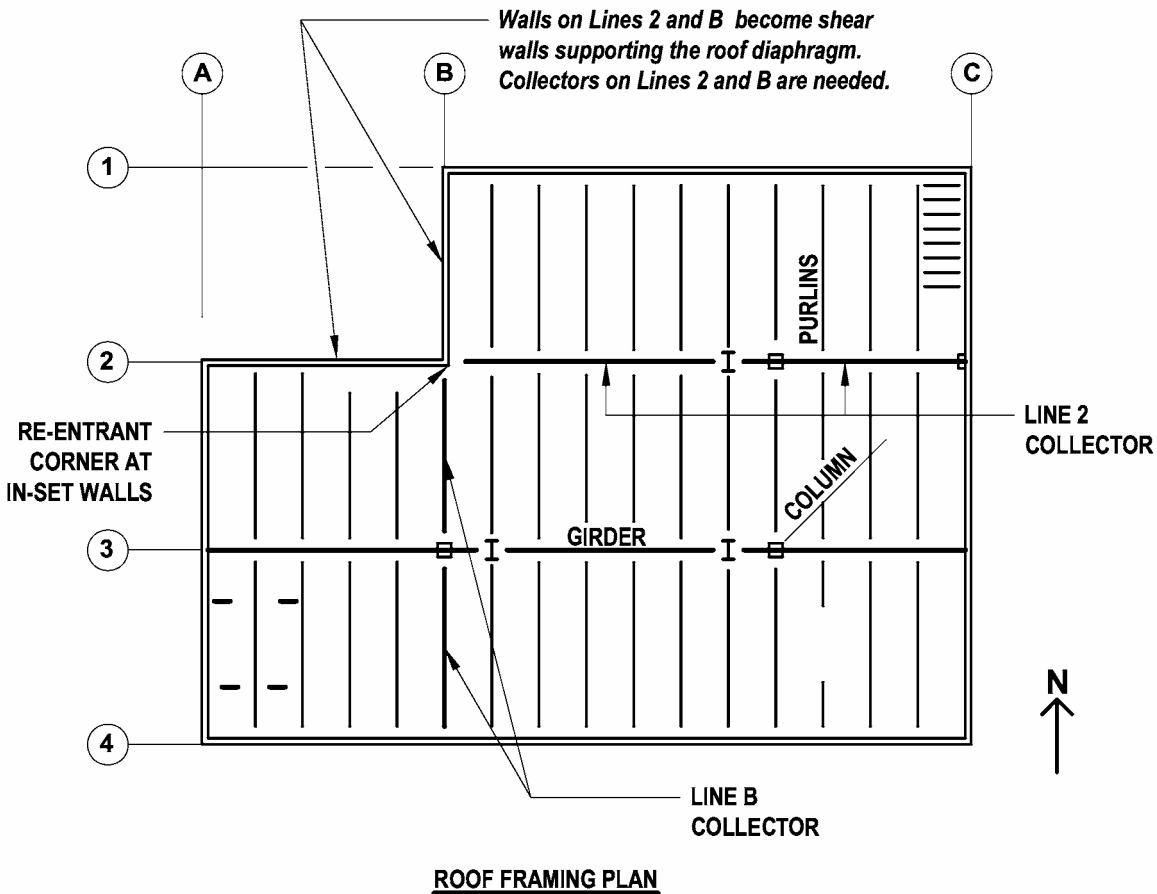 Walls on Lines 2 and B become shear
walls supporting the roof diaphragm.
Collectors on Lines 2 and B are needed.
A
B
C
1
PURLINS
2
RE-ENTRANT
CORNER AT
IN-SET WALLS
LINE 2
COLLECTOR
COLUMN
3
GIRDER
N
4
LINE B
COLLECTOR
ROOF FRAMING PLAN